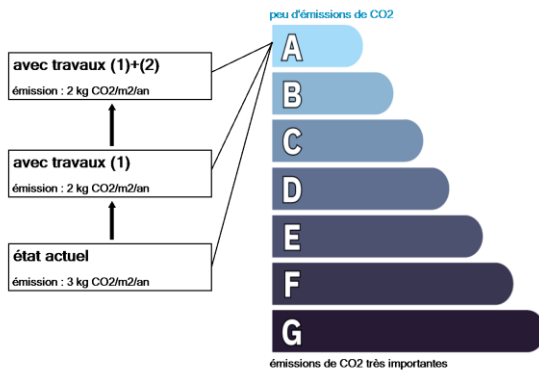 peu d'émissions de CO2
avec travaux (1)+(2)
émission : 2 kg CO2/m2/an
avec travaux (1)
émission : 2 kg CO2/m2/an
état actuel
émission : 3 kg CO2/m2/an
A
B
C
D
E
F
G
émissions de CO2 très importantes